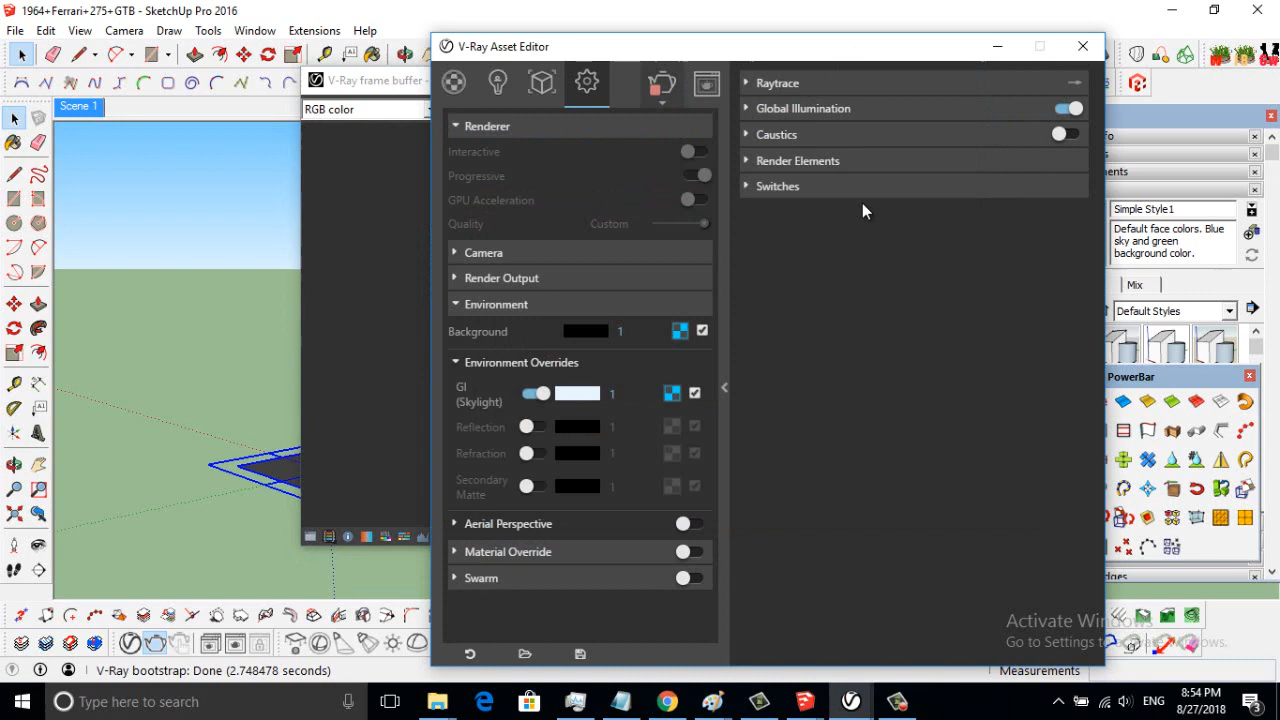 1964+Ferrari+275+GTB - SketchUp Pro 2016
File Edit View Camera Draw Tools Window Extensions Help
V-Ray frame buffer -
RGB color
Scene 1
V-Ray Asset Editor
Renderer
Interactive
Progressive
GPU Acceleration
Quality Custom
Camera
Render Output
Environment
Background 1
Environment Overrides
GI
(Skylight) 1
Reflection 1
Refraction 1
Secondary
Matte 1
Aerial Perspective
Material Override
Swarm
Raytrace
Global Illumination
Caustics
Render Elements
Switches
Simple Style1
Default face colors. Blue
sky and green
background color.
Mix
Default Styles
PowerBar
Activate Windows
Go to Settings to activate Windows.
V-Ray bootstrap: Done (2.748478 seconds)
Measurements
Type here to search
ENG
8:54 PM
8/27/2018
3